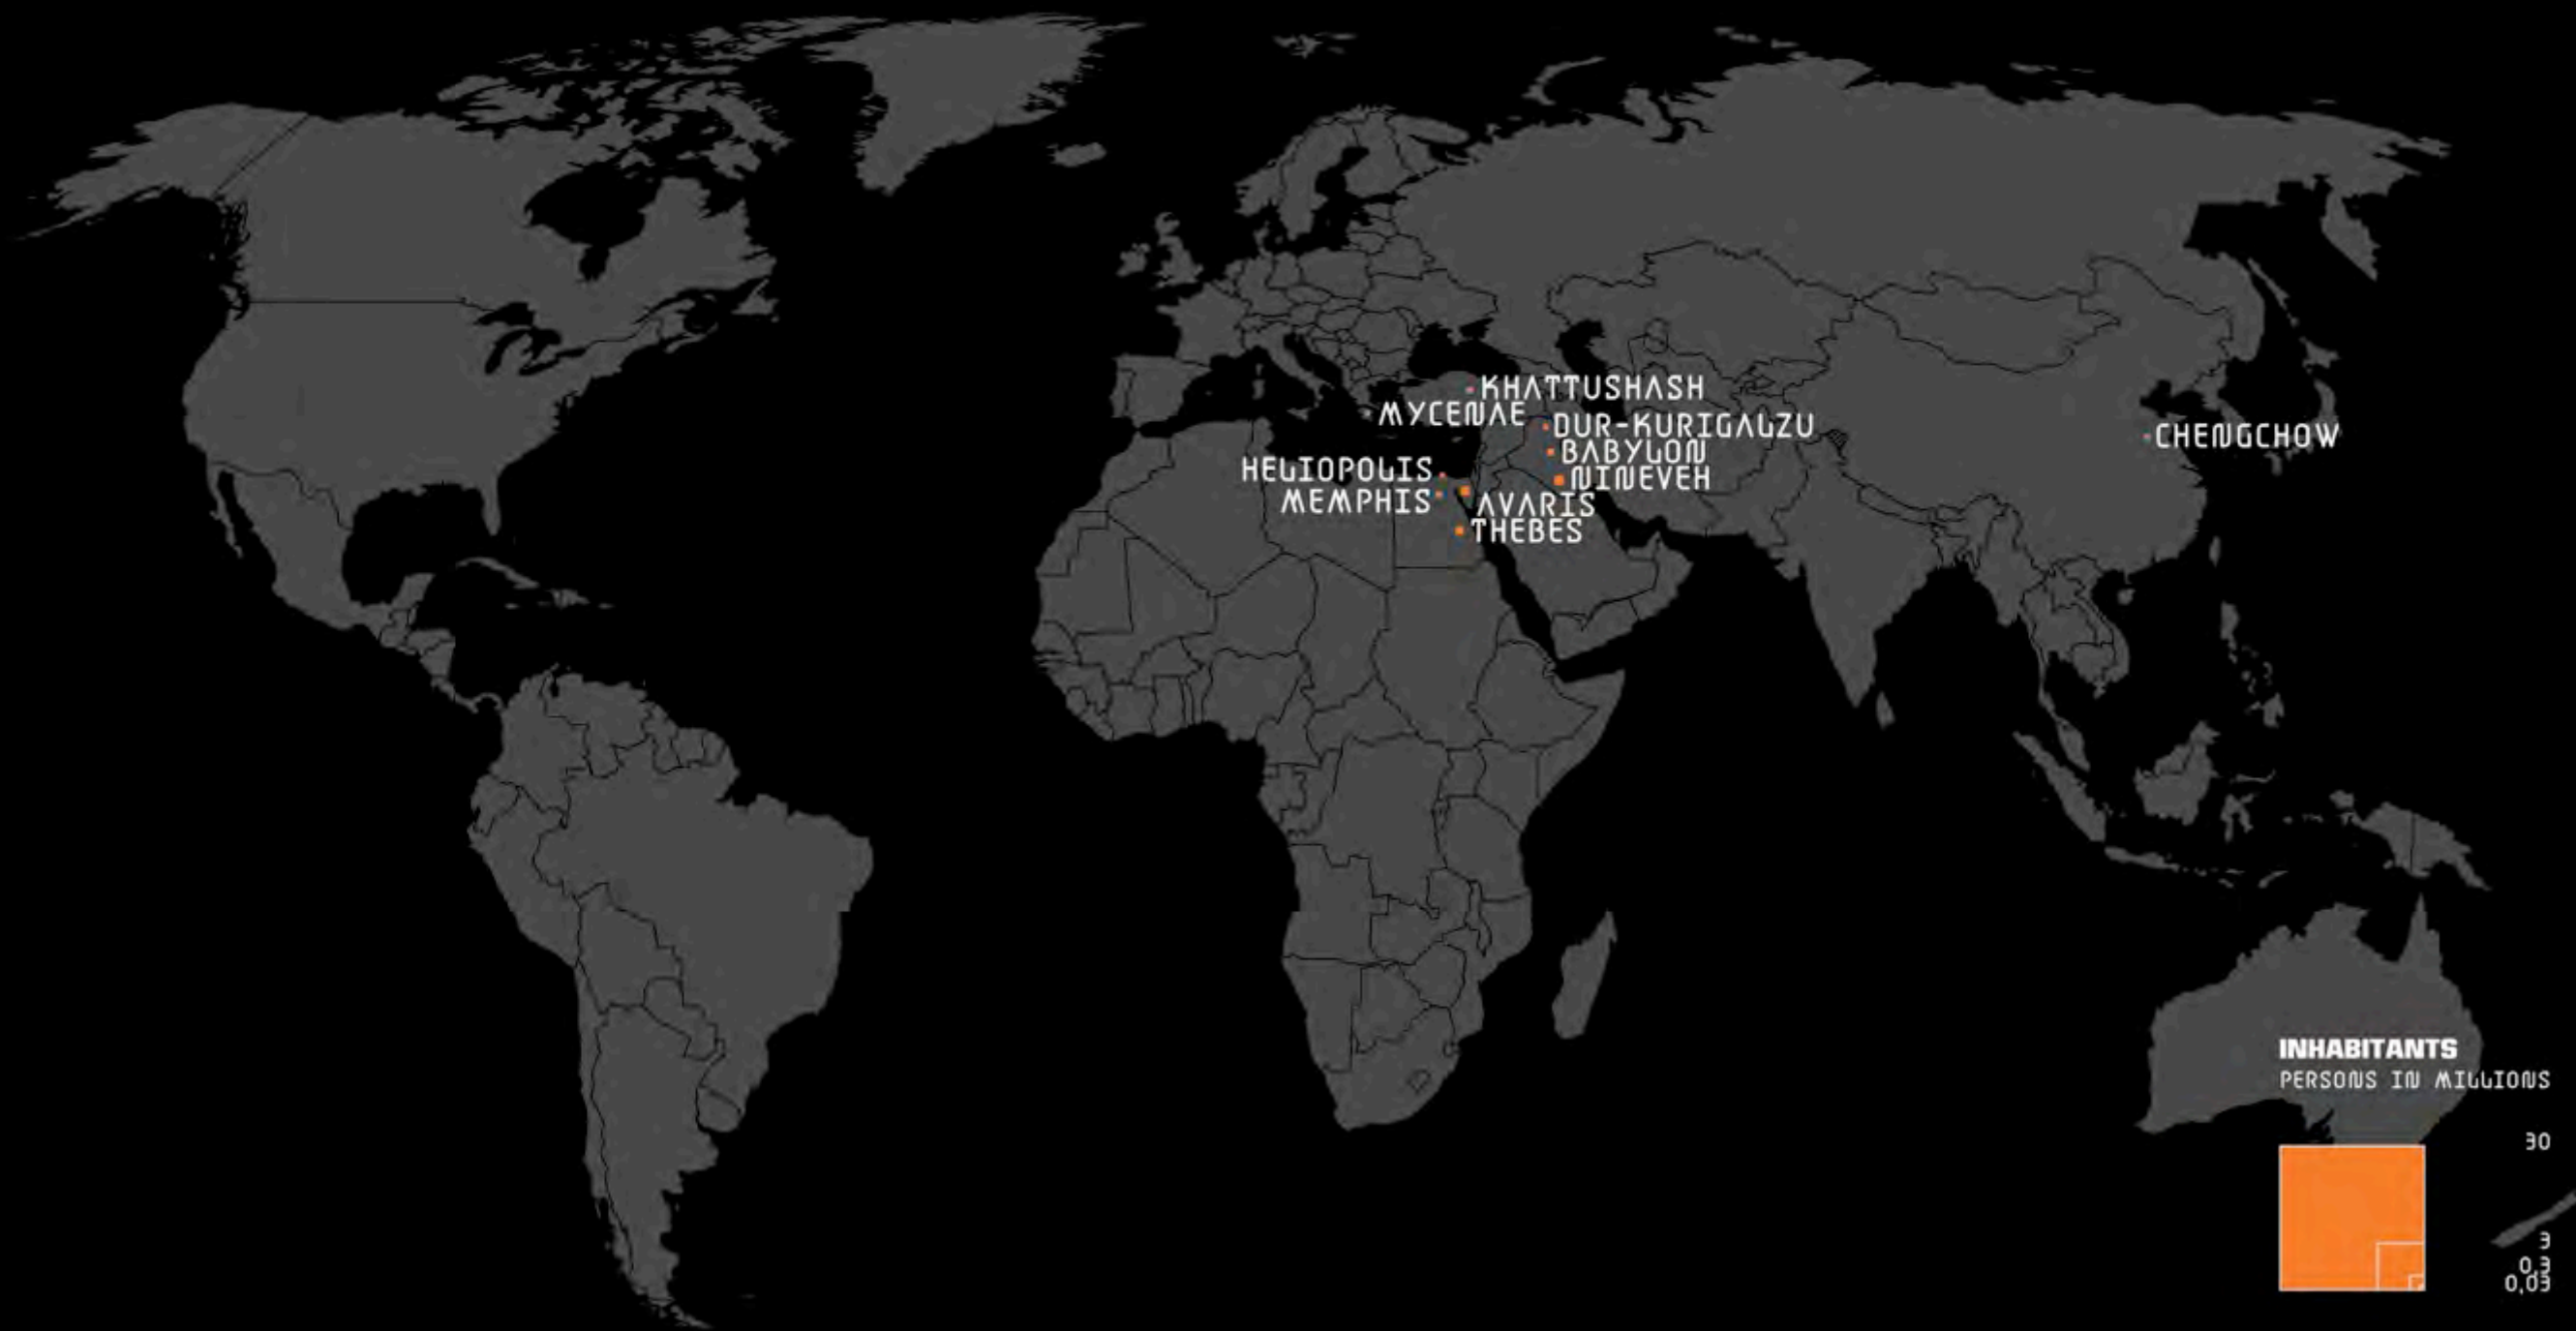 KHATTUSHASH
MYCENAE
DUR-KURIGALZU
CHENGCHOW
BABYLON
HELIOPOLIS
NINEVEH
MEMPHIS
AVARIS
THEBES
INHABITANTS
PERSONS IN MILLIONS
30
3
0,3
0,03